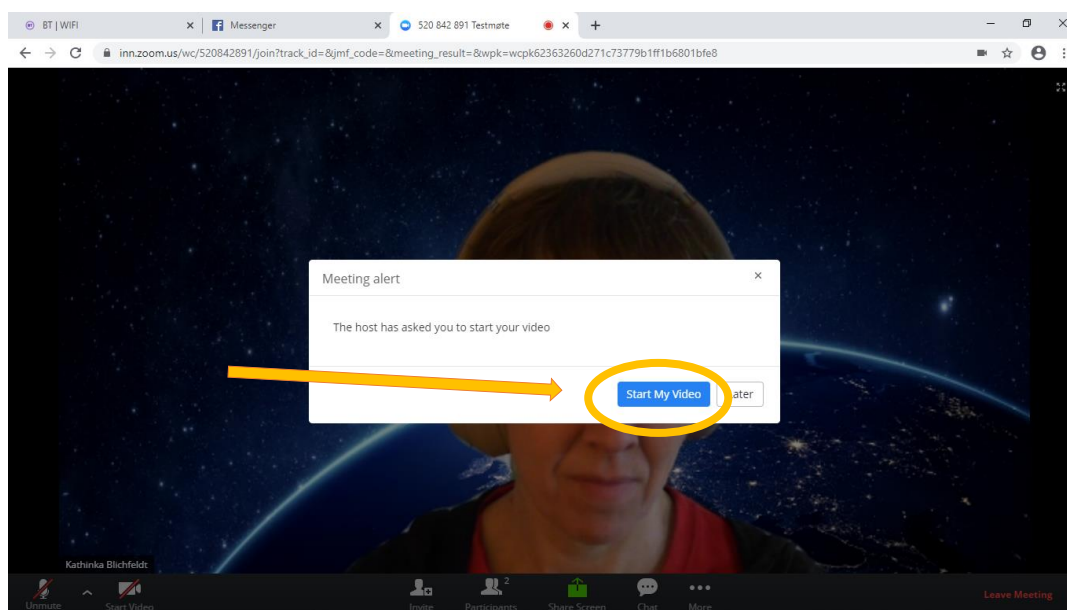 BT | WIFI
Messenger
520 842 891 Testmøte
inn.zoom.us/wc/520842891/join?track_id=&jmf_code=&meeting_result=&wpk=wcpk62363260d271c73779b1ff1b6801bfe8
Meeting alert
The host has asked you to start your video
Start My Video
ater
Kathinka Blichfeldt
2
Unmute
Start Video
Invite
Participants
Share Screen
Chat
More
Leave Meeting